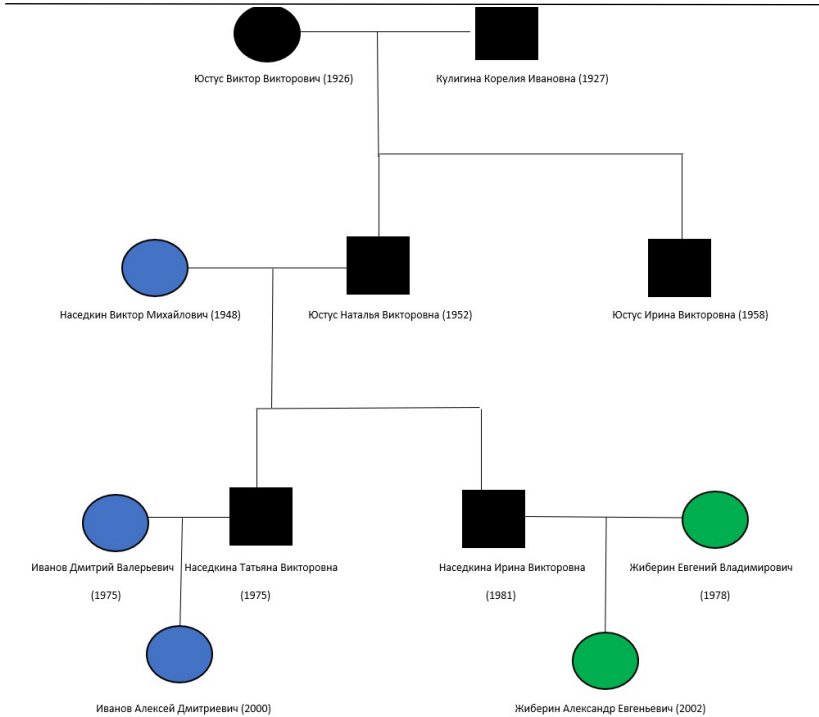 Юстус Виктор Викторович (1926)
Кулигина Корелия Ивановна (1927)
Наседкин Виктор Михайлович (1948)
Юстус Наталья Викторовна (1952)
Юстус Ирина Викторовна (1958)
Иванов Дмитрий Валерьевич
(1975)
Наседкина Татьяна Викторовна
(1975)
Наседкина Ирина Викторовна
(1981)
Жиберин Евгений Владимирович
(1978)
Иванов Алексей Дмитриевич (2000)
Жиберин Александр Евгеньевич (2002)